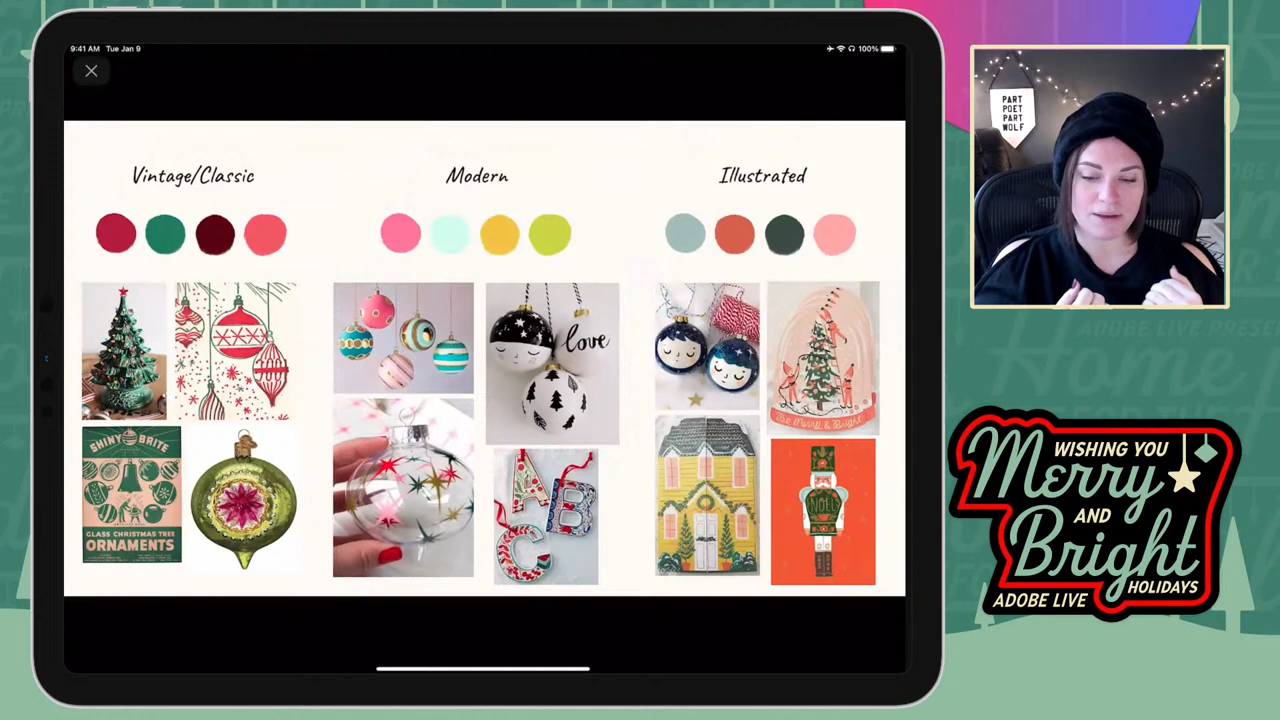 9:41 AM Tue Jan 9
100%
Vintage/Classic
Modern
Illustrated
love
SHINY BRITE
GLASS CHRISTMAS TREE
ORNAMENTS
A
B
C
Be Merry & Bright
NOEL
PART
POET
PART
WOLF
WISHING YOU
Merry
AND
Bright
HOLIDAYS
ADOBE LIVE